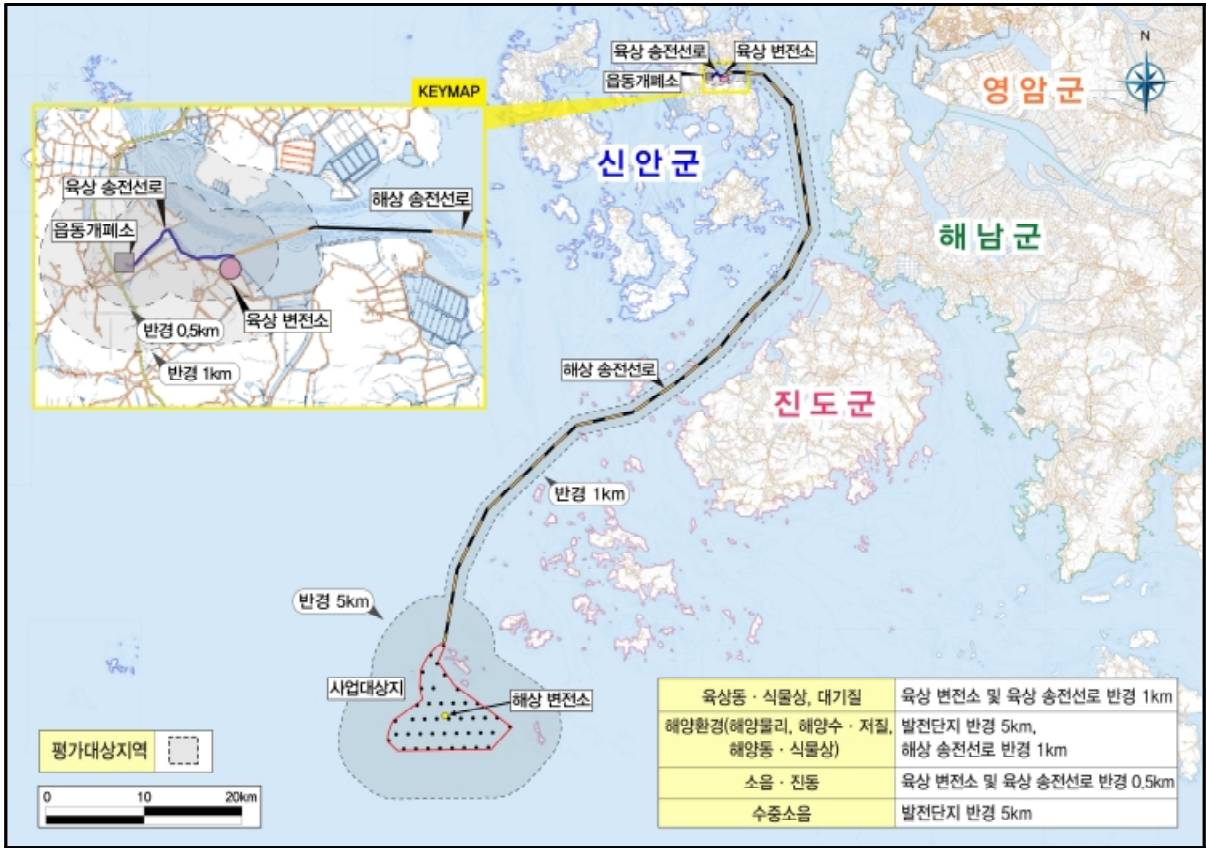 육상 송전선로
육상 변전소
읍동개폐소
N
영암군
KEYMAP
신안군
육상 송전선로
해상 송전선로
읍동개폐소
해남군
육상 변전소
반경 0.5km
반경 1km
해상 송전선로
진도군
반경 1km
반경 5km
사업대상지
해상 변전소
평가대상지역
0 10 20km
육상동 · 식물상, 대기질
육상 변전소 및 육상 송전선로 반경 1km
해양환경(해양물리, 해양수 · 저질,
해양동 · 식물상)
발전단지 반경 5km,
해상 송전선로 반경 1km
소음 · 진동
육상 변전소 및 육상 송전선로 반경 0.5km
수중소음
발전단지 반경 5km